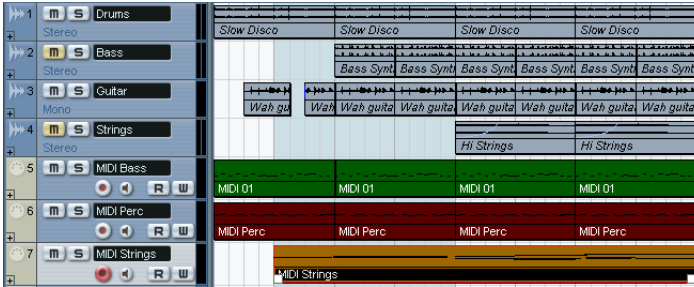 1 m S Drums
Stereo
Slow Disco Slow Disco Slow Disco Slow Disco
2 m S Bass
Stereo
Bass Synt Bass Synt Bass Synt Bass Synt Bass Synt Bass Synt
3 m S Guitar
Mono
Wah gu Wah Wah guita Wah guita Wah guita Wah guita Wah guita
4 m S Strings
Stereo
Hi Strings Hi Strings
5 m S MIDI Bass
R W
MIDI 01 MIDI 01 MIDI 01 MIDI 01
6 m S MIDI Perc
R W
MIDI Perc MIDI Perc MIDI Perc MIDI Perc
7 m S MIDI Strings
R W
MIDI Strings